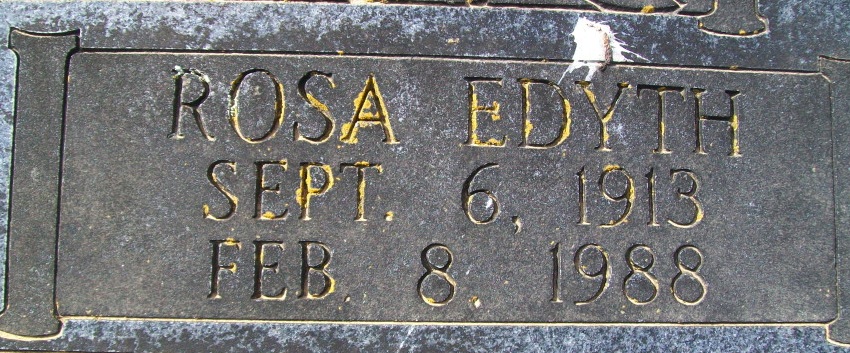 ROSA EDYTH
SEPT. 6, 1913
FEB. 8, 1988